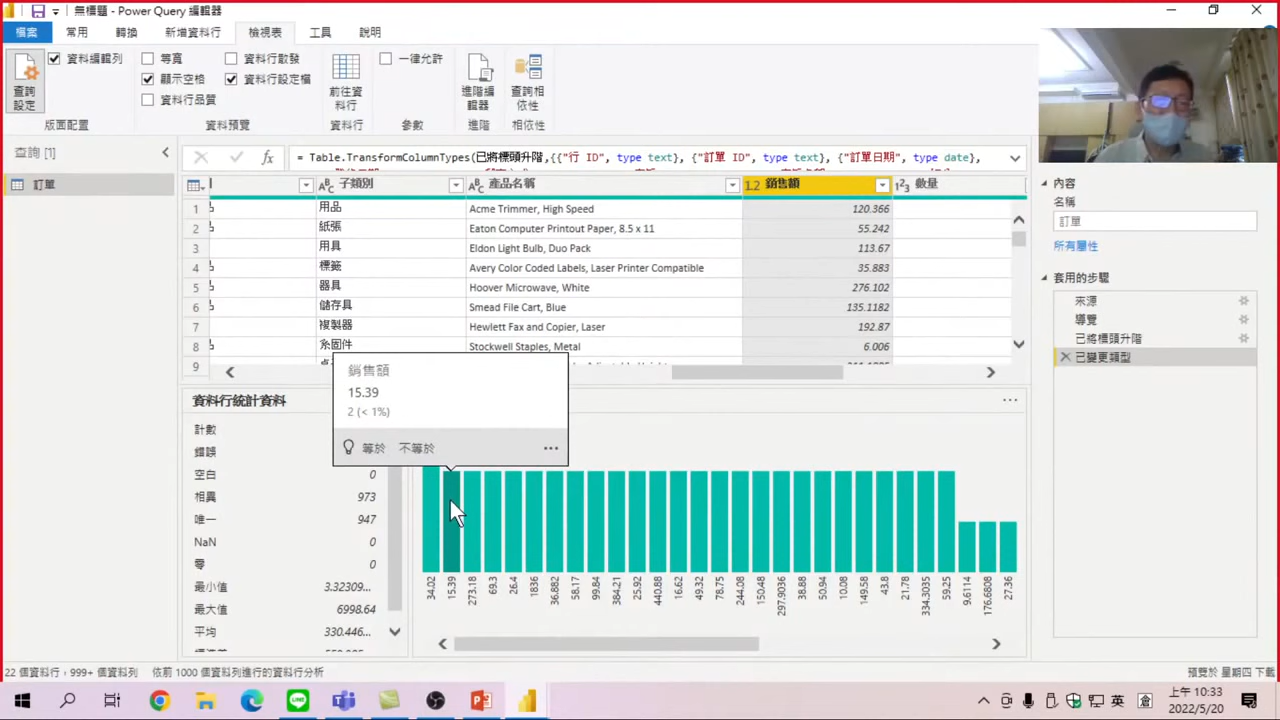 無標題 - Power Query 編輯器
檔案 常用 轉換 新增資料行 檢視表 工具 說明
查詢設定
資料編輯列
等寬
顯示空格
資料行品質
資料行散發
資料行設定檔
前往資料行
一律允許
進階編輯器
查詢相依性
版面配置 資料預覽 資料行 參數 進階 相依性
查詢 [1]
訂單
= Table.TransformColumnTypes(已將標頭升階,{{"行 ID", type text}, {"訂單 ID", type text}, {"訂單日期", type date},
子類別 產品名稱 1.2 銷售額 數量
1 用品 Acme Trimmer, High Speed 120.366
2 紙張 Eaton Computer Printout Paper, 8.5 x 11 55.242
3 用具 Eldon Light Bulb, Duo Pack 113.67
4 標籤 Avery Color Coded Labels, Laser Printer Compatible 35.883
5 器具 Hoover Microwave, White 276.102
6 儲存具 Smead File Cart, Blue 135.1182
7 複製器 Hewlett Fax and Copier, Laser 192.87
8 系固件 Stockwell Staples, Metal 6.006
9
銷售額
15.39
2 (< 1%)
等於 不等於
資料行統計資料
計數
錯誤
空白 0
相異 973
唯一 947
NaN 0
零 0
最小值 3.32309...
最大值 6998.64
平均 330.446...
34.02 15.39 273.18 69.3 26.4 1836 36.882 58.17 99.84 384.21 25.92 440.88 16.62 49.32 78.75 244.08 150.48 297.9036 38.88 50.94 10.08 149.58 43.8 21.78 334.3035 59.25 9.6114 176.6808 27.36
內容
名稱
訂單
所有屬性
套用的步驟
來源
導覽
已將標頭升階
已變更類型
22 個資料行，999+ 個資料列 依前 1000 個資料列進行的資料行分析 預覽於 星期四 下載
英 倉
上午 10:33
2022/5/20